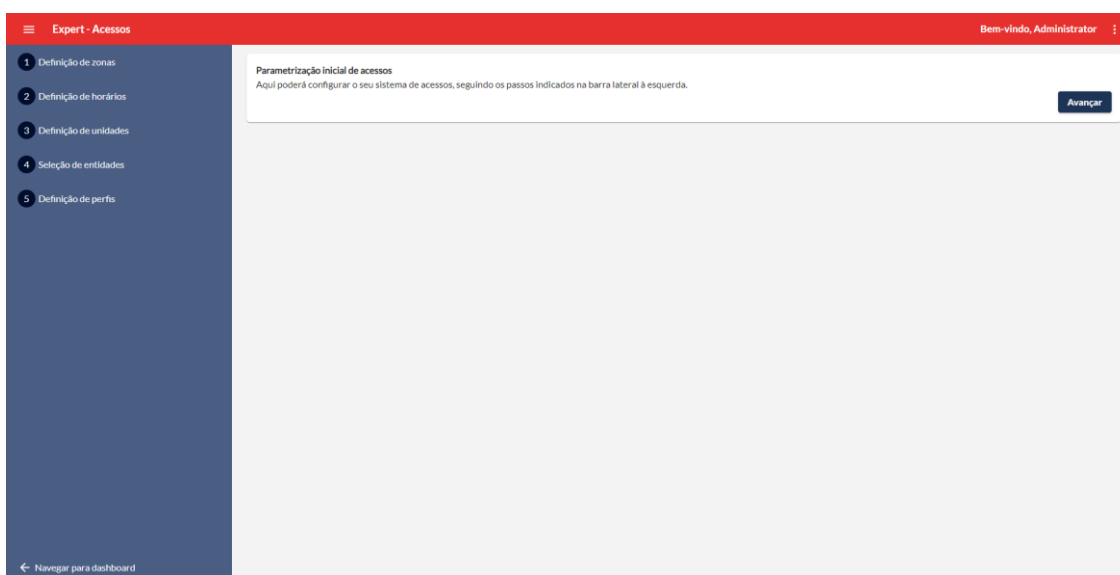 Expert - Acessos
Bem-vindo, Administrator
1 Definição de zonas
2 Definição de horários
3 Definição de unidades
4 Seleção de entidades
5 Definição de perfis
Navegar para dashboard
Parametrização inicial de acessos
Aqui poderá configurar o seu sistema de acessos, seguindo os passos indicados na barra lateral à esquerda.
Avançar